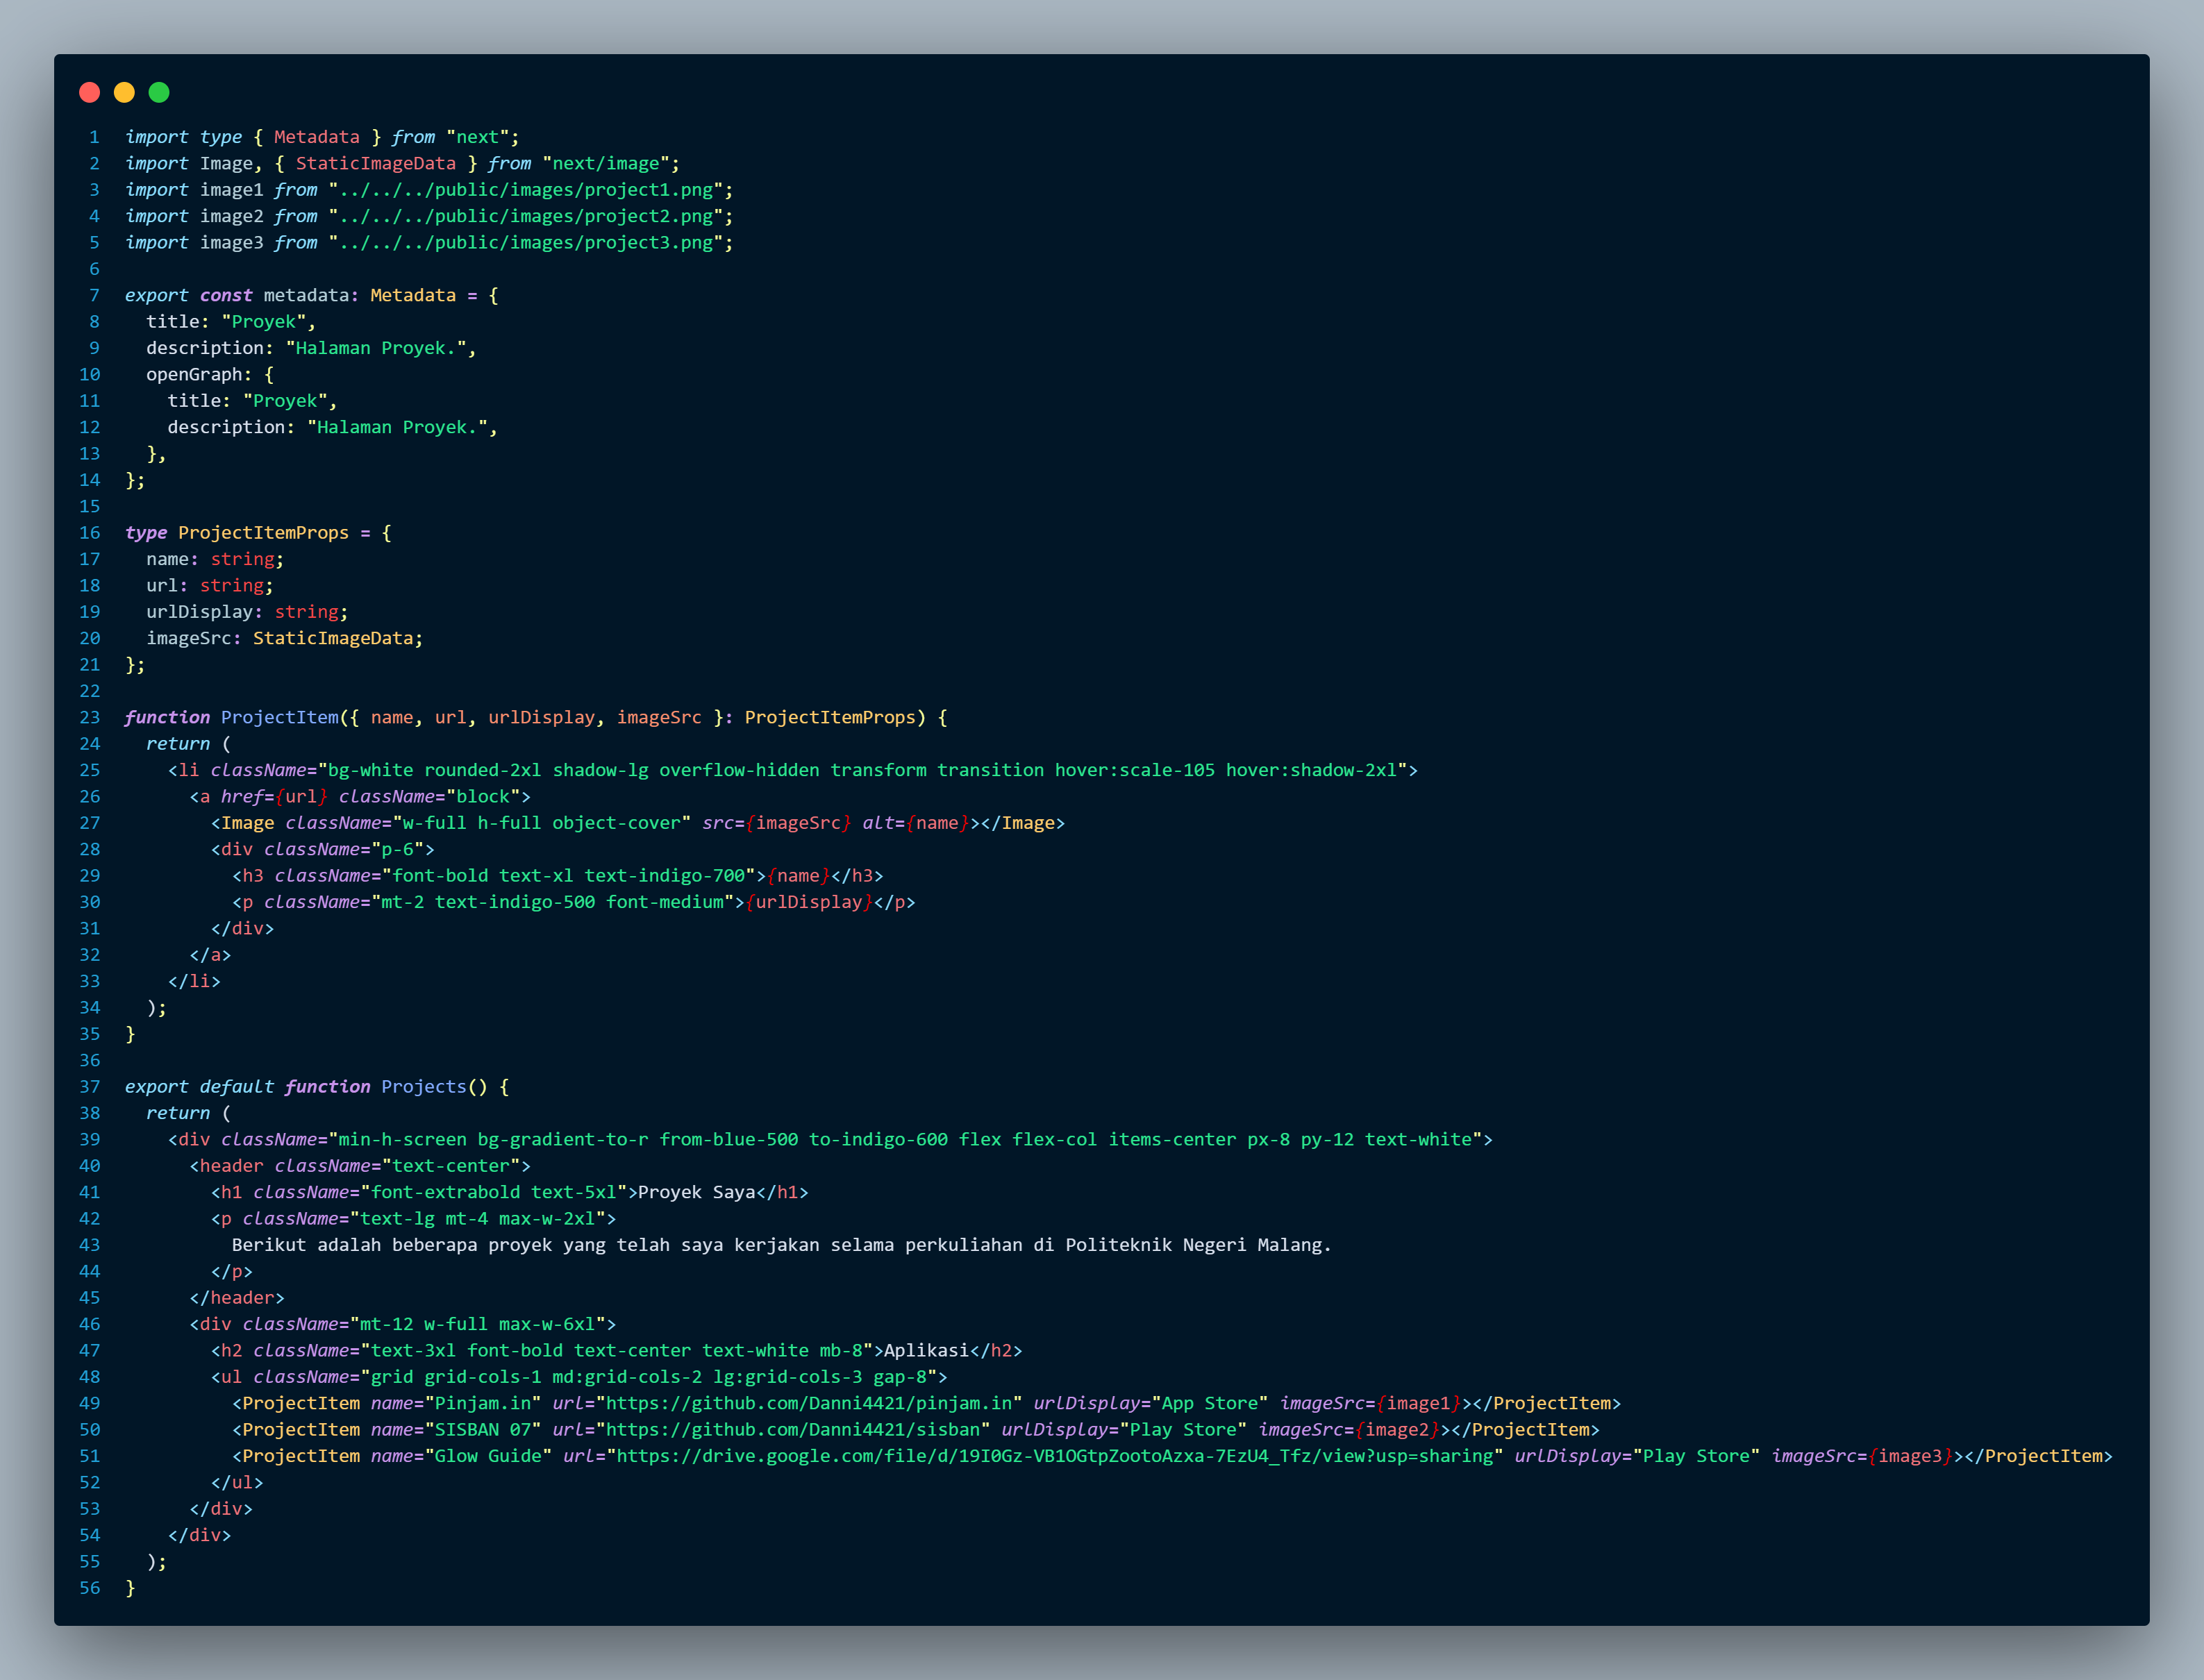 1 import type { Metadata } from "next";
2 import Image, { StaticImageData } from "next/image";
3 import image1 from "../../../public/images/project1.png";
4 import image2 from "../../../public/images/project2.png";
5 import image3 from "../../../public/images/project3.png";
6
7 export const metadata: Metadata = {
8   title: "Proyek",
9   description: "Halaman Proyek.",
10   openGraph: {
11     title: "Proyek",
12     description: "Halaman Proyek.",
13   },
14 };
15
16 type ProjectItemProps = {
17   name: string;
18   url: string;
19   urlDisplay: string;
20   imageSrc: StaticImageData;
21 };
22
23 function ProjectItem({ name, url, urlDisplay, imageSrc }: ProjectItemProps) {
24   return (
25     <li className="bg-white rounded-2xl shadow-lg overflow-hidden transform transition hover:scale-105 hover:shadow-2xl">
26       <a href={url} className="block">
27         <Image className="w-full h-full object-cover" src={imageSrc} alt={name}></Image>
28         <div className="p-6">
29           <h3 className="font-bold text-xl text-indigo-700">{name}</h3>
30           <p className="mt-2 text-indigo-500 font-medium">{urlDisplay}</p>
31         </div>
32       </a>
33     </li>
34   );
35 }
36
37 export default function Projects() {
38   return (
39     <div className="min-h-screen bg-gradient-to-r from-blue-500 to-indigo-600 flex flex-col items-center px-8 py-12 text-white">
40       <header className="text-center">
41         <h1 className="font-extrabold text-5xl">Proyek Saya</h1>
42         <p className="text-lg mt-4 max-w-2xl">
43           Berikut adalah beberapa proyek yang telah saya kerjakan selama perkuliahan di Politeknik Negeri Malang.
44         </p>
45       </header>
46       <div className="mt-12 w-full max-w-6xl">
47         <h2 className="text-3xl font-bold text-center text-white mb-8">Aplikasi</h2>
48         <ul className="grid grid-cols-1 md:grid-cols-2 lg:grid-cols-3 gap-8">
49           <ProjectItem name="Pinjam.in" url="https://github.com/Danni4421/pinjam.in" urlDisplay="App Store" imageSrc={image1}></ProjectItem>
50           <ProjectItem name="SISBAN 07" url="https://github.com/Danni4421/sisban" urlDisplay="Play Store" imageSrc={image2}></ProjectItem>
51           <ProjectItem name="Glow Guide" url="https://drive.google.com/file/d/19I0Gz-VB1OGtpZootoAzxa-7EzU4_Tfz/view?usp=sharing" urlDisplay="Play Store" imageSrc={image3}></ProjectItem>
52         </ul>
53       </div>
54     </div>
55   );
56 }